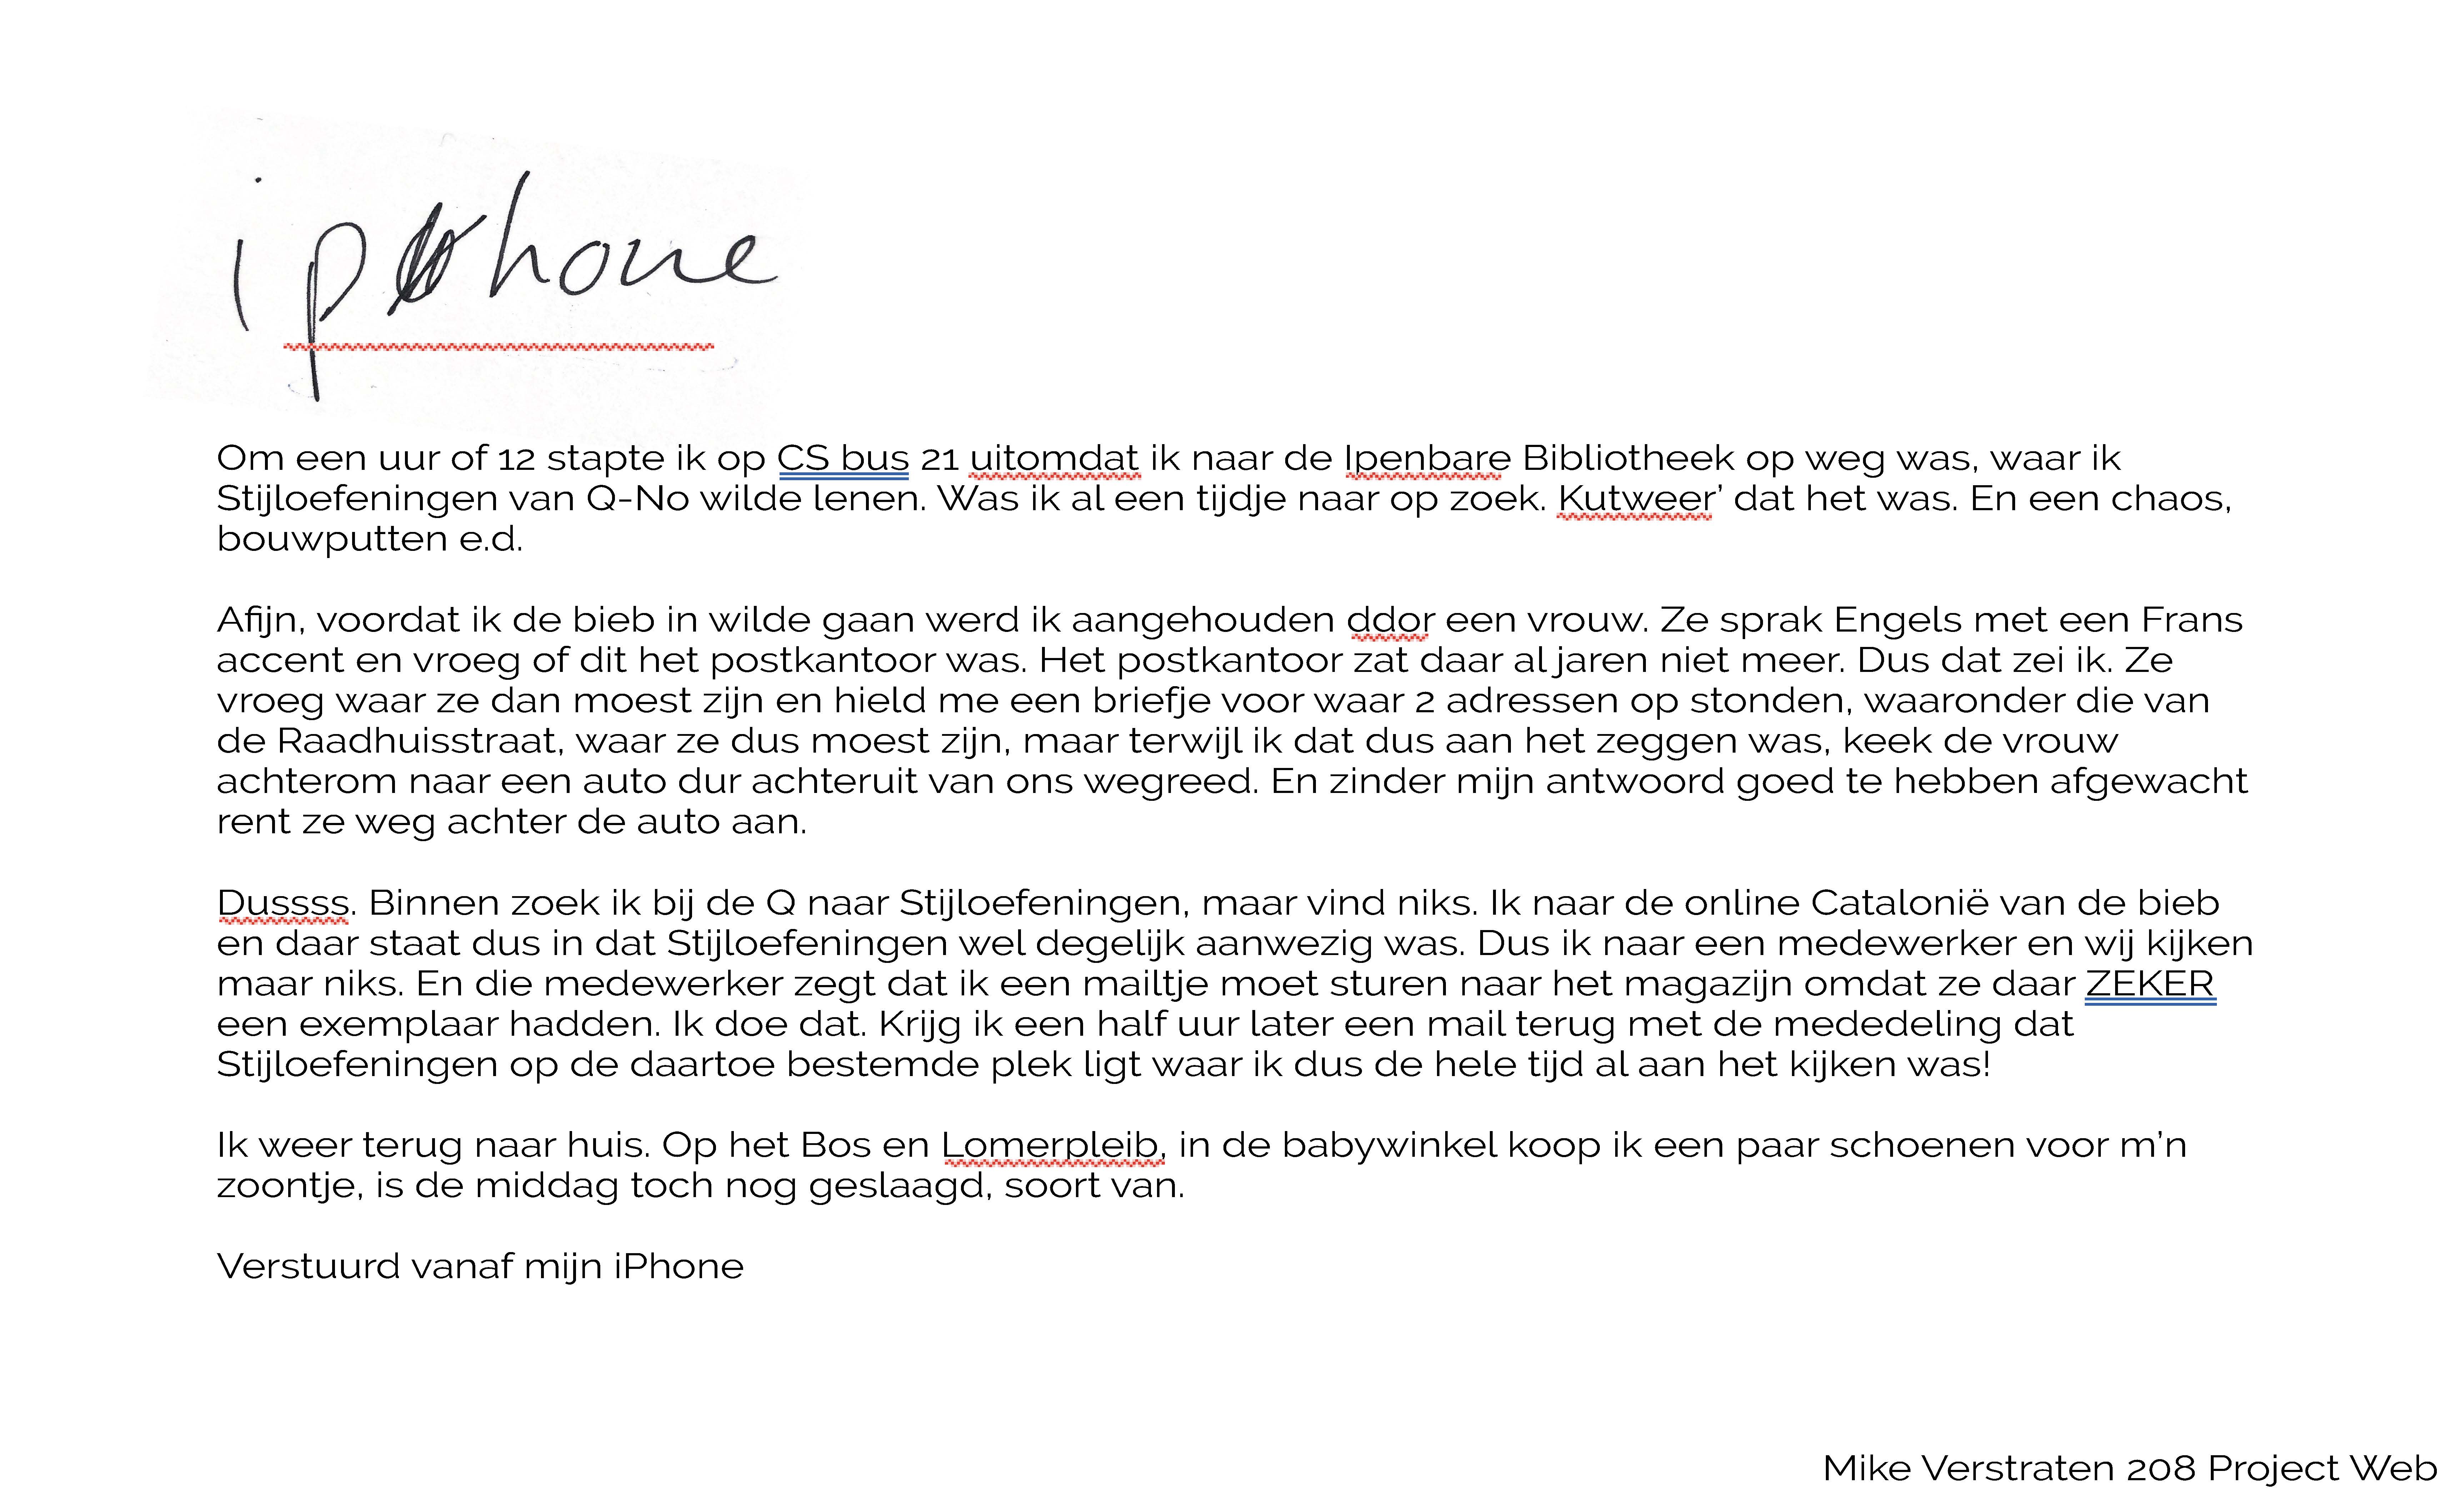 iphone
Om een uur of 12 stapte ik op CS bus 21 uitomdat ik naar de Ipenbare Bibliotheek op weg was, waar ik
Stijloefeningen van Q-No wilde lenen. Was ik al een tijdje naar op zoek. Kutweer’ dat het was. En een chaos,
bouwputten e.d.
Afijn, voordat ik de bieb in wilde gaan werd ik aangehouden ddor een vrouw. Ze sprak Engels met een Frans
accent en vroeg of dit het postkantoor was. Het postkantoor zat daar al jaren niet meer. Dus dat zei ik. Ze
vroeg waar ze dan moest zijn en hield me een briefje voor waar 2 adressen op stonden, waaronder die van
de Raadhuisstraat, waar ze dus moest zijn, maar terwijl ik dat dus aan het zeggen was, keek de vrouw
achterom naar een auto dur achteruit van ons wegreed. En zinder mijn antwoord goed te hebben afgewacht
rent ze weg achter de auto aan.
Dussss. Binnen zoek ik bij de Q naar Stijloefeningen, maar vind niks. Ik naar de online Catalonië van de bieb
en daar staat dus in dat Stijloefeningen wel degelijk aanwezig was. Dus ik naar een medewerker en wij kijken
maar niks. En die medewerker zegt dat ik een mailtje moet sturen naar het magazijn omdat ze daar ZEKER
een exemplaar hadden. Ik doe dat. Krijg ik een half uur later een mail terug met de mededeling dat
Stijloefeningen op de daartoe bestemde plek ligt waar ik dus de hele tijd al aan het kijken was!
Ik weer terug naar huis. Op het Bos en Lomerpleib, in de babywinkel koop ik een paar schoenen voor m’n
zoontje, is de middag toch nog geslaagd, soort van.
Verstuurd vanaf mijn iPhone
Mike Verstraten 208 Project Web